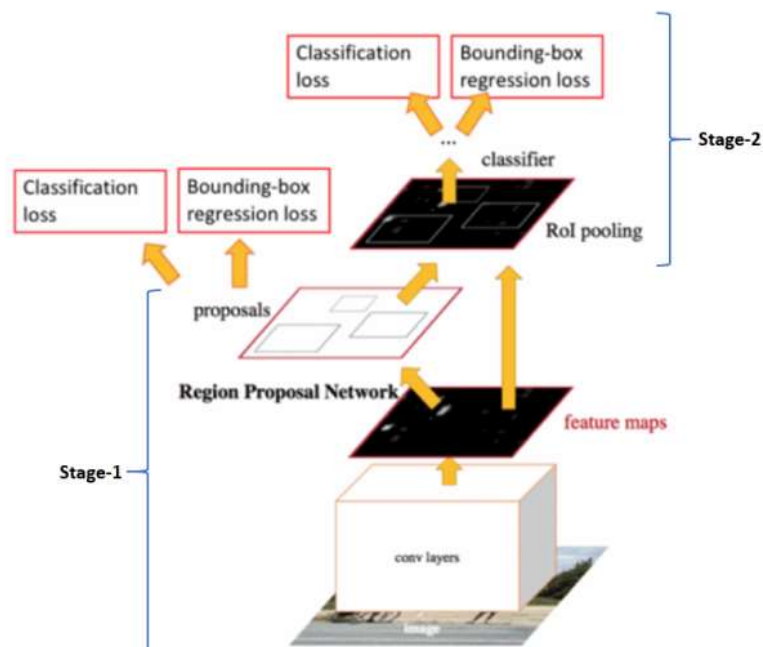 Classification
loss
Bounding-box
regression loss
Stage-2
...
classifier
Classification
loss
Bounding-box
regression loss
RoI pooling
proposals
Region Proposal Network
feature maps
Stage-1
conv layers
image